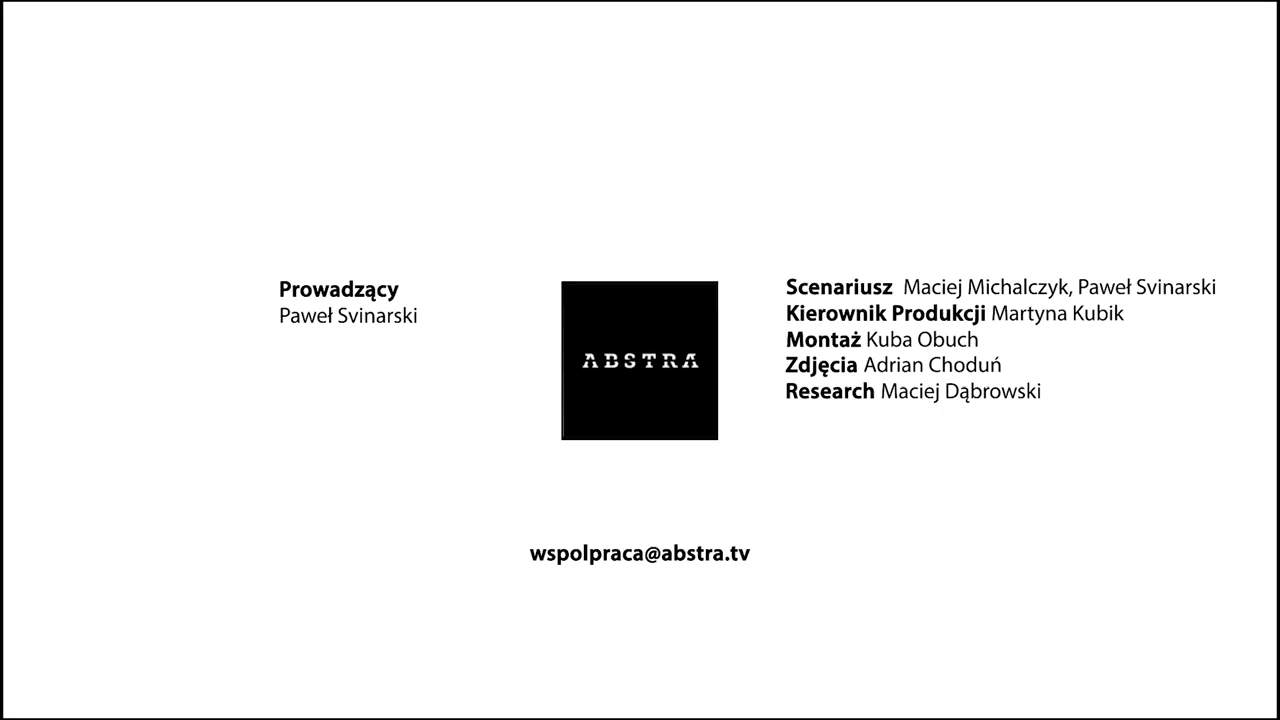 Prowadzący
Paweł Svinarski
ABSTRA
Scenariusz Maciej Michalczyk, Paweł Svinarski
Kierownik Produkcji Martyna Kubik
Montaż Kuba Obuch
Zdjęcia Adrian Choduń
Research Maciej Dąbrowski
wspolpraca@abstra.tv